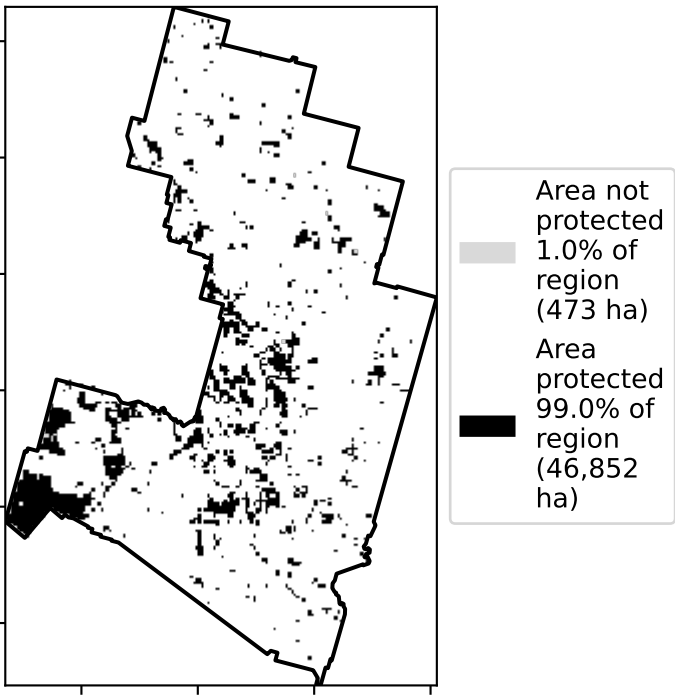 Area not
protected
1.0% of
region
(473 ha)
Area
protected
99.0% of
region
(46,852
ha)